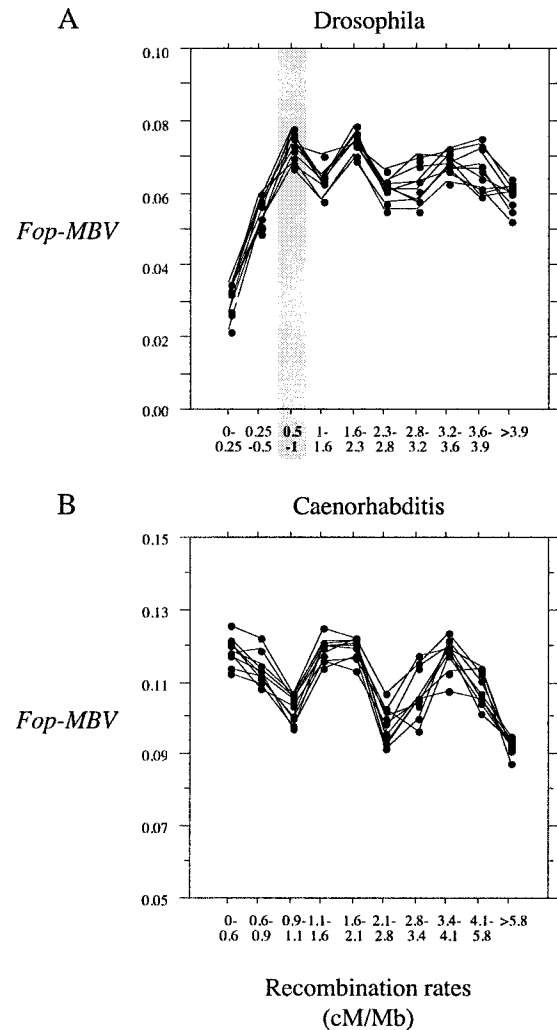 A
Drosophila
0.10
0.08
0.06
Fop-MBV
0.04
0.02
0.00
0- 0.25 0.5 1- 1.6- 2.3- 2.8- 3.2- 3.6- >3.9
0.25 -0.5 -1 1.6 2.3 2.8 3.2 3.6 3.9
B
Caenorhabditis
0.15
0.13
0.11
Fop-MBV
0.09
0.07
0.05
0- 0.6- 0.9- 1.1- 1.6- 2.1- 2.8- 3.4- 4.1- >5.8
0.6 0.9 1.1 1.6 2.1 2.8 3.4 4.1 5.8
Recombination rates
(cM/Mb)